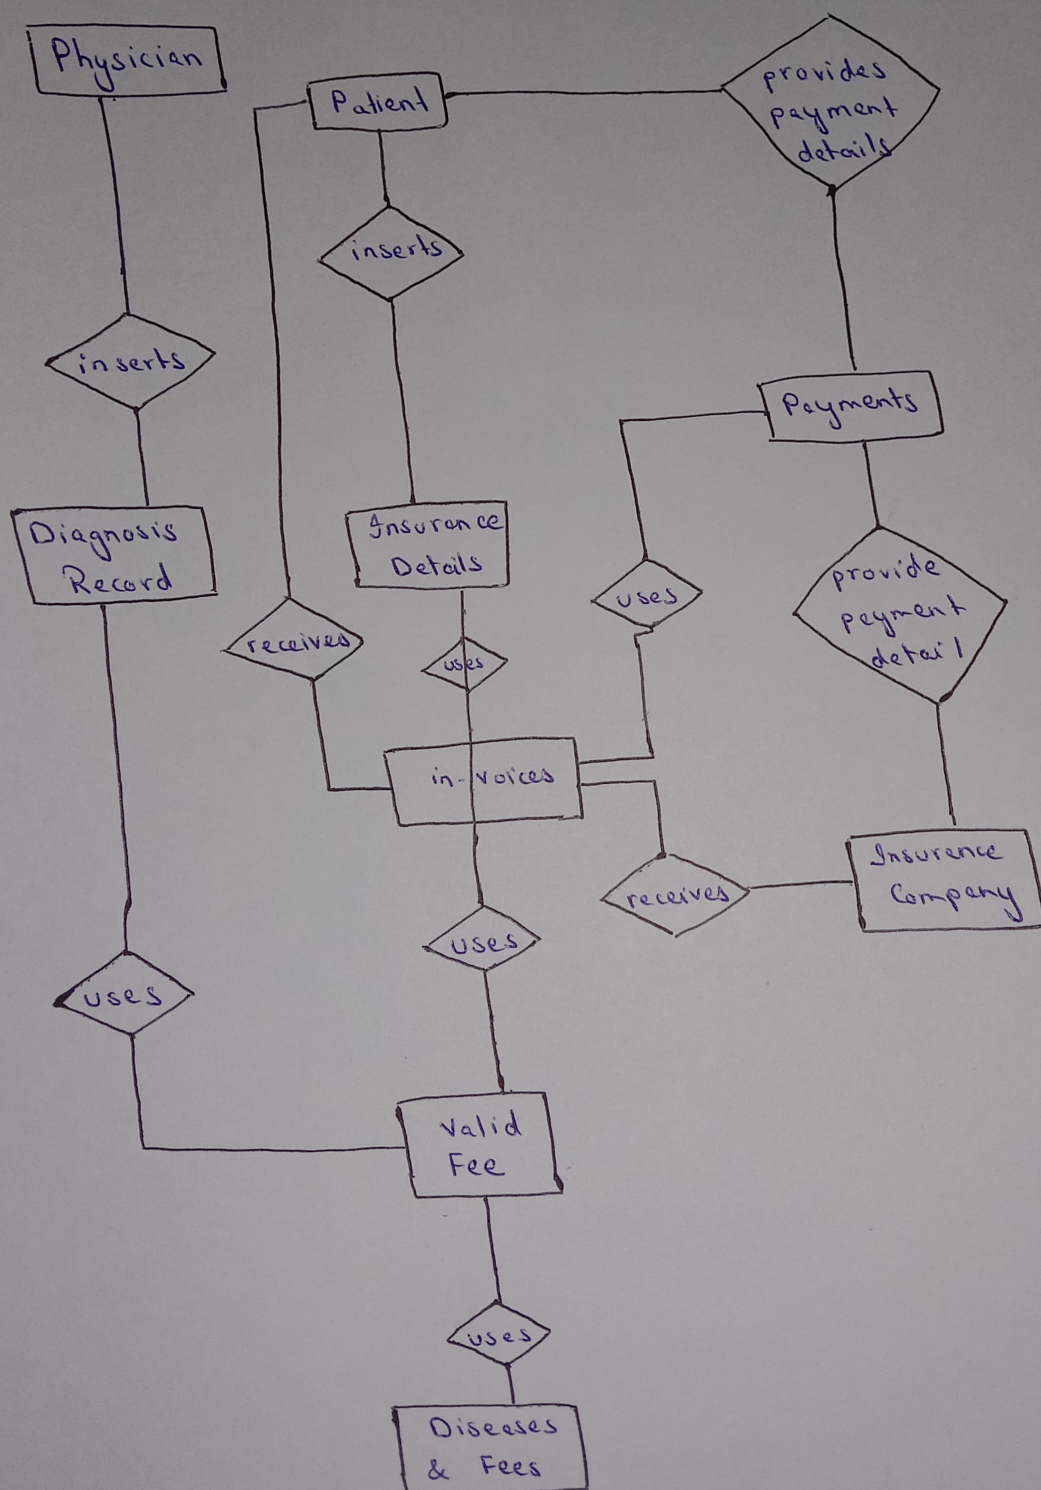 Physician
Patient
provides
payment
details
inserts
inserts
Payments
Diagnosis
Record
Insurance
Details
uses
provide
payment
detail
receives
uses
in-voices
Insurance
Company
receives
uses
uses
Valid
Fee
uses
Diseases
& Fees